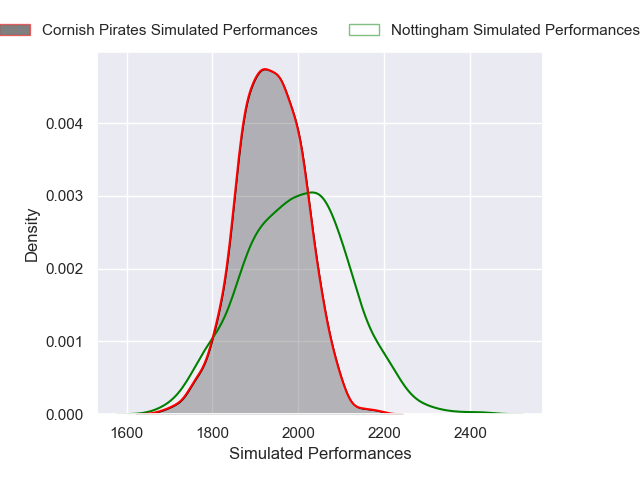 Cornish Pirates Simulated Performances Nottingham Simulated Performances
0.004
0.003
0.002
0.001
0.000
Density
1600 1800 2000 2200 2400
Simulated Performances